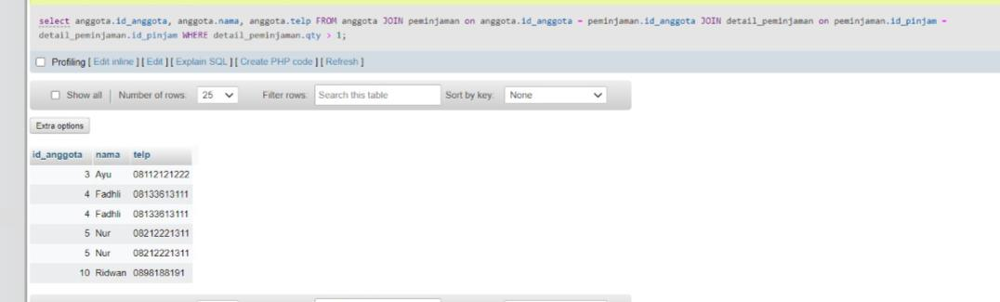 select anggota.id_anggota, anggota.nama, anggota.telp FROM anggota JOIN peminjaman on anggota.id_anggota = peminjaman.id_anggota JOIN detail_peminjaman on peminjaman.id_pinjam =
detail_peminjaman.id_pinjam WHERE detail_peminjaman.qty > 1;
Profiling [ Edit inline ] [ Edit ] [ Explain SQL ] [ Create PHP code ] [ Refresh ]
Show all | Number of rows: 25 Filter rows: Search this table Sort by key: None
Extra options
id_anggota nama telp
3 Ayu 08112121222
4 Fadhli 08133613111
4 Fadhli 08133613111
5 Nur 08212221311
5 Nur 08212221311
10 Ridwan 0898188191